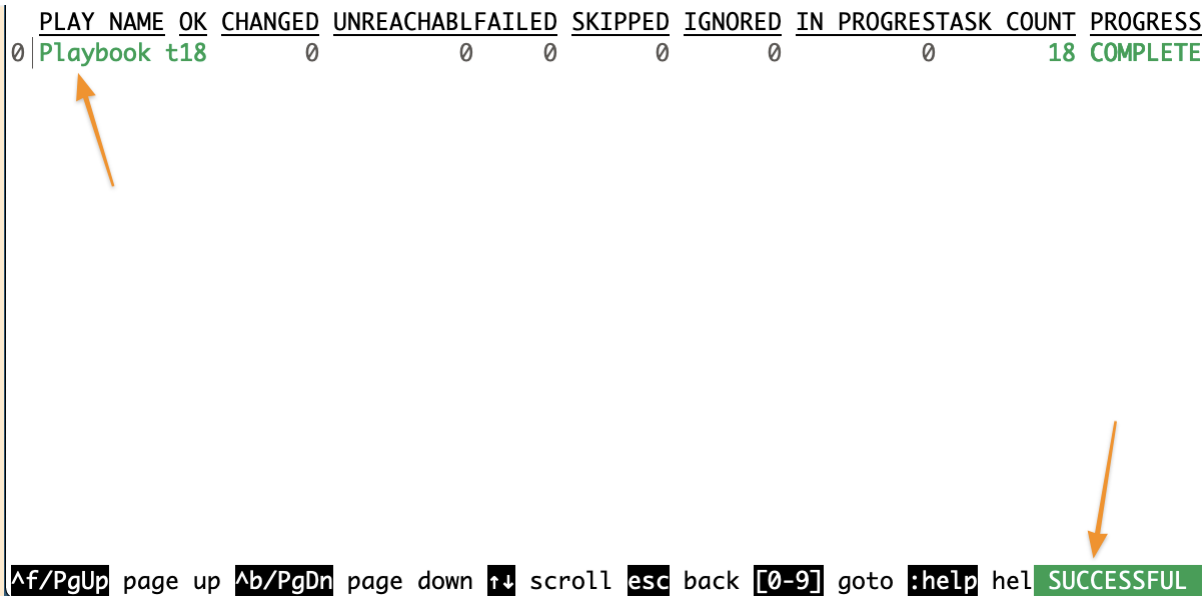 PLAY NAME OK CHANGED UNREACHABLFAILED SKIPPED IGNORED IN PROGRESTASK COUNT PROGRESS
0│Playbook t18 0 0 0 0 0 0 18 COMPLETE
^f/PgUp page up ^b/PgDn page down ↑↓ scroll esc back [0-9] goto :help hel SUCCESSFUL